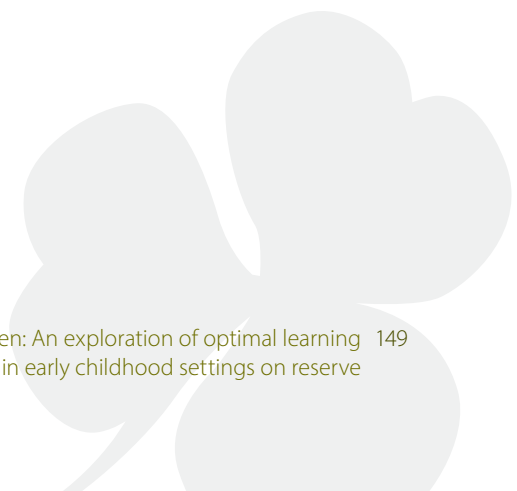 en: An exploration of optimal learning 149
in early childhood settings on reserve